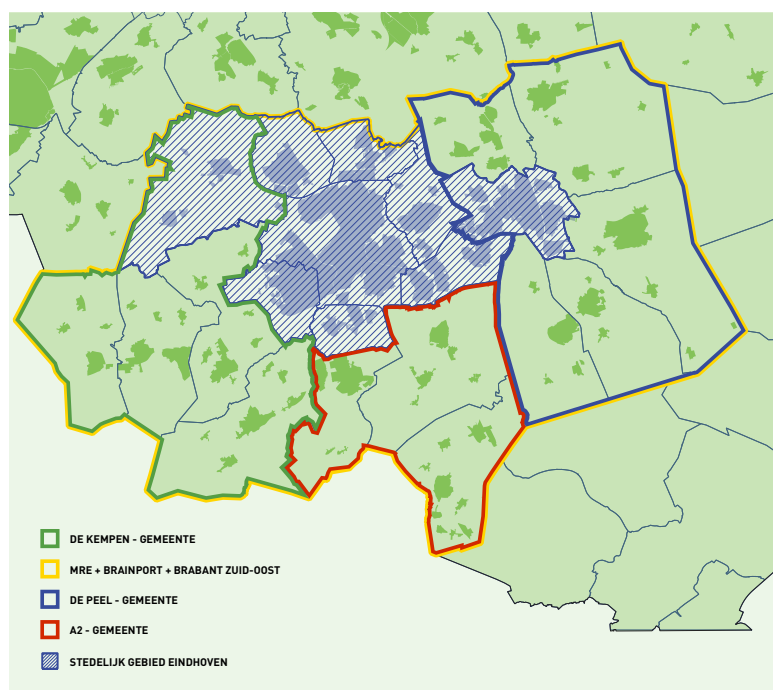 DE KEMPEN - GEMEENTE
MRE + BRAINPORT + BRABANT ZUID-OOST
DE PEEL - GEMEENTE
A2 - GEMEENTE
STEDELIJK GEBIED EINDHOVEN